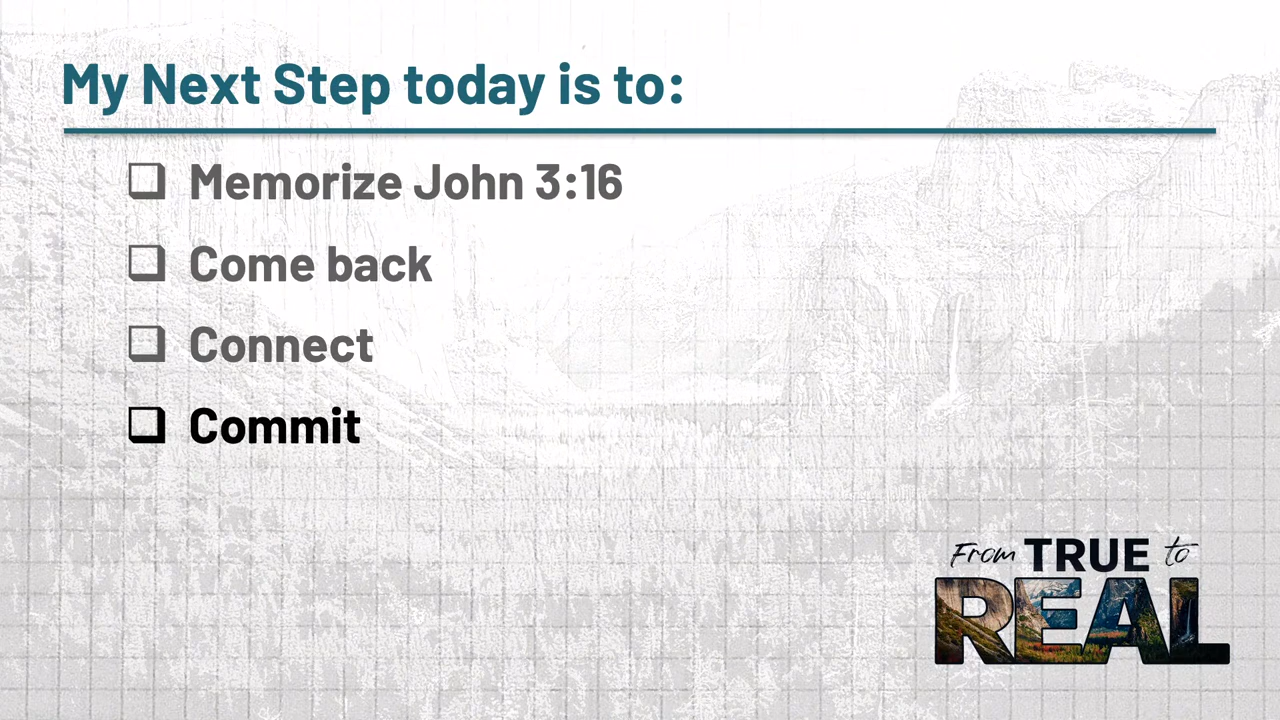 My Next Step today is to:
❑ Memorize John 3:16
❑ Come back
❑ Connect
❑ Commit
From TRUE to
REAL